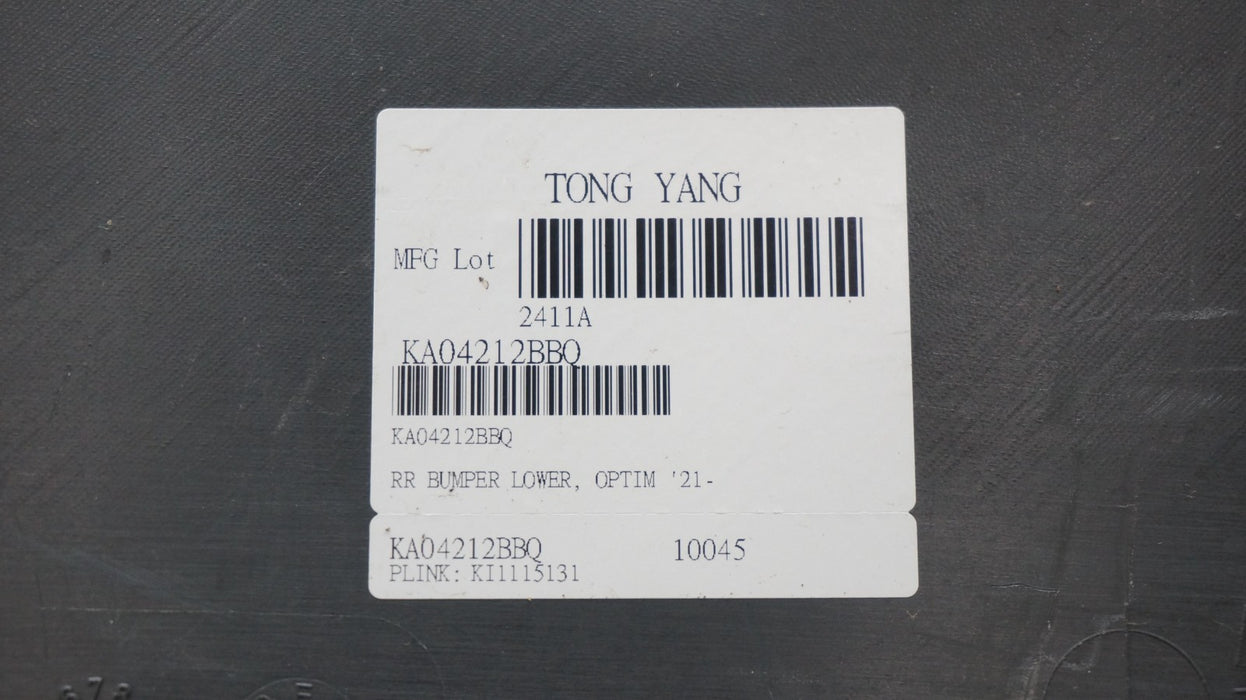 TONG YANG
MFG Lot
2411A
KA04212BBQ
KA04212BBQ
RR BUMPER LOWER, OPTIM '21-
KA04212BBQ 10045
PLINK: KI1115131